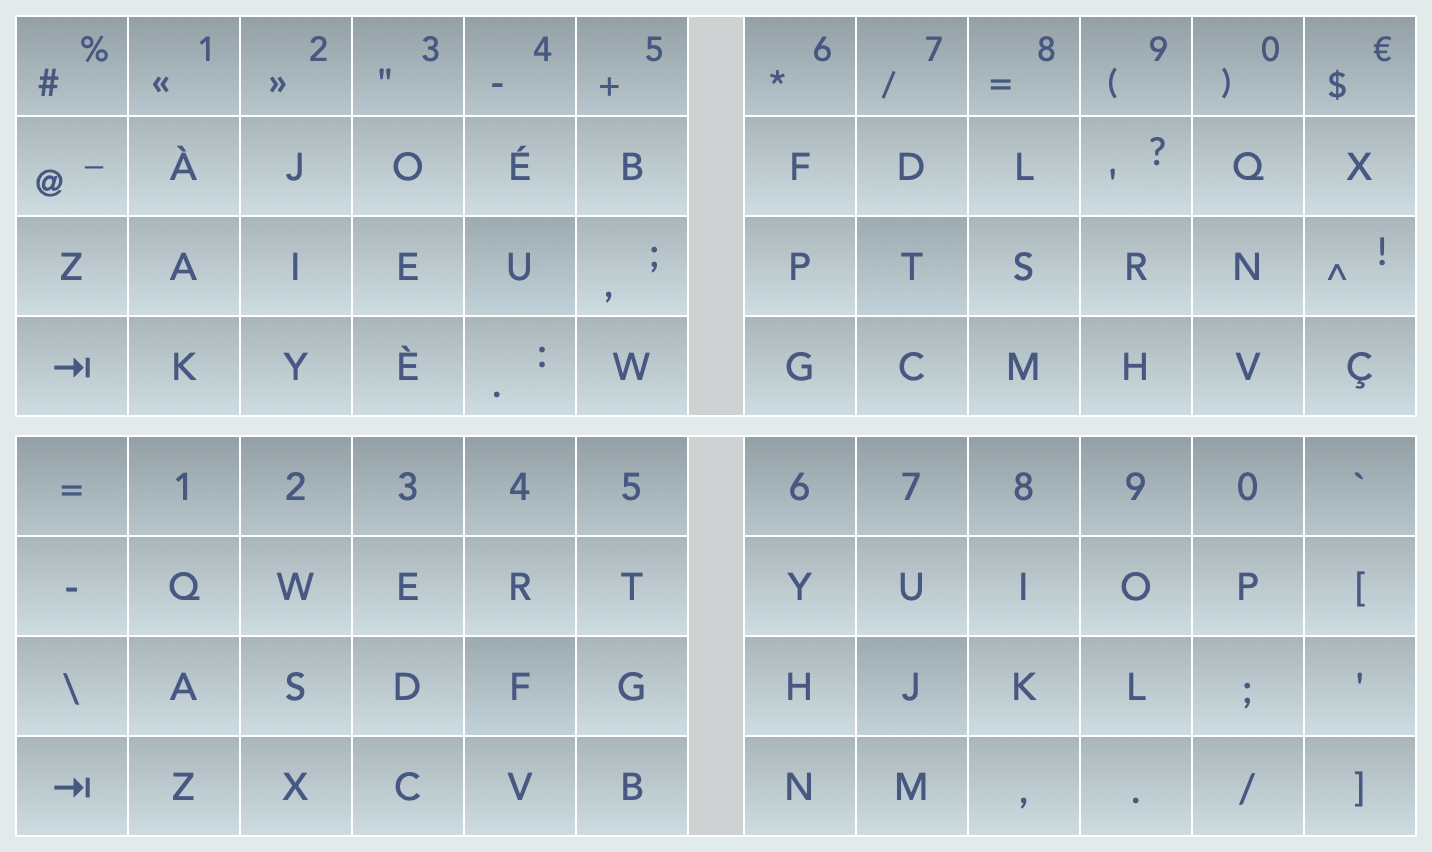 % 1 2 3 4 5 6 7 8 9 0 €
# « » " - + * / = ( ) $
@ _ À J O É B F D L ' ? Q X
Z A I E U , ; P T S R N ^ !
⇥ K Y È . : W G C M H V Ç
= 1 2 3 4 5 6 7 8 9 0 `
- Q W E R T Y U I O P [
\ A S D F G H J K L ; '
⇥ Z X C V B N M , . / ]